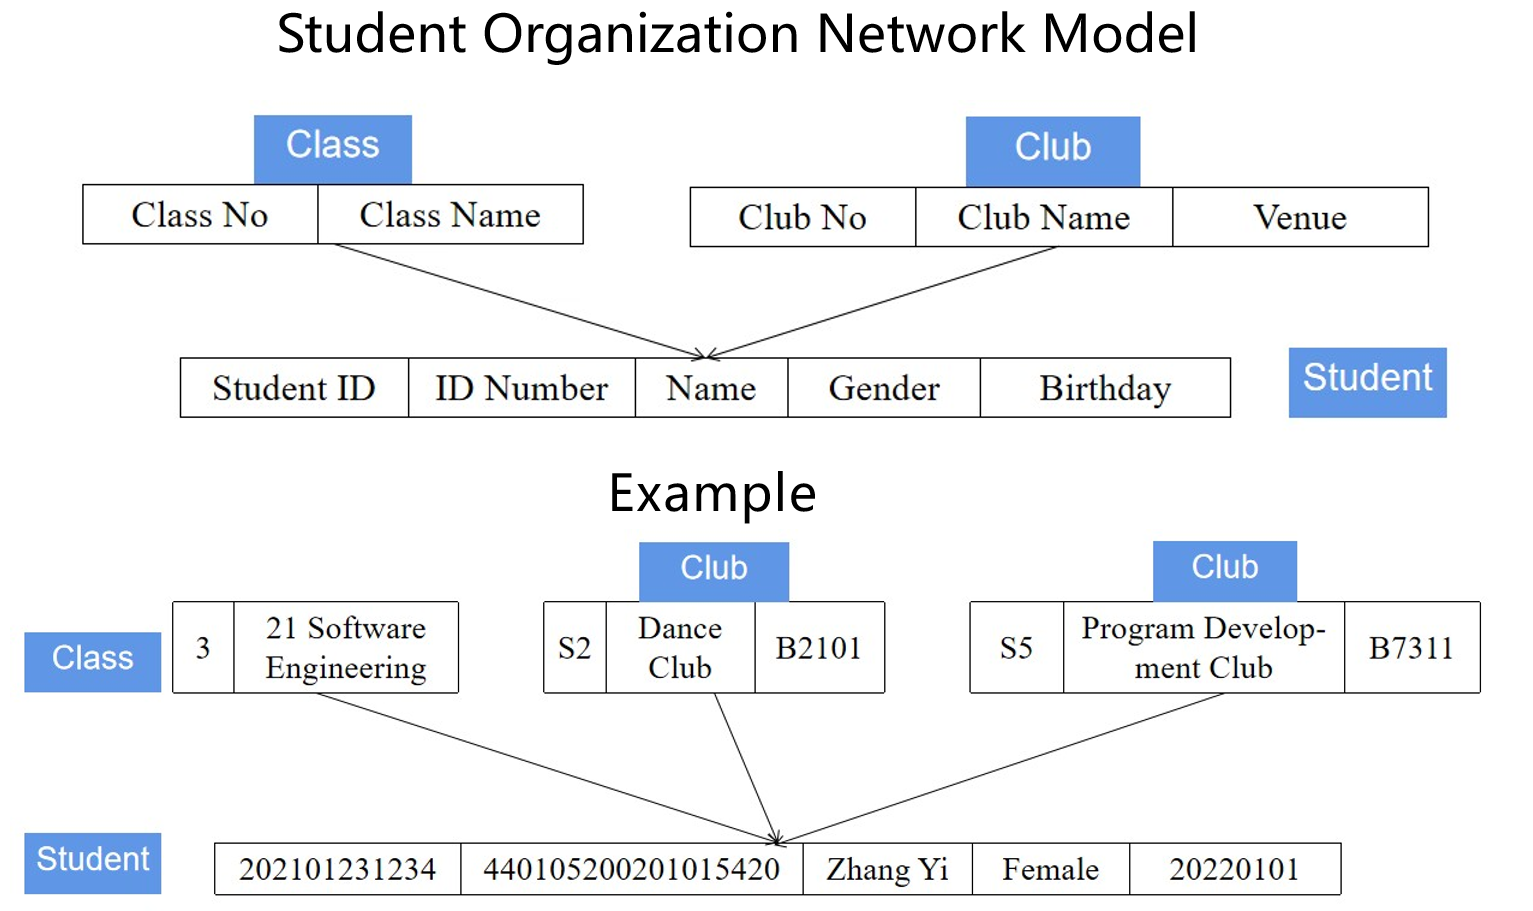 Student Organization Network Model
Class
Club
Class No
Class Name
Club No
Club Name
Venue
Student ID
ID Number
Name
Gender
Birthday
Student
Example
Club
Club
Class
3
21 Software
Engineering
S2
Dance
Club
B2101
S5
Program Develop-
ment Club
B7311
Student
202101231234
440105200201015420
Zhang Yi
Female
20220101